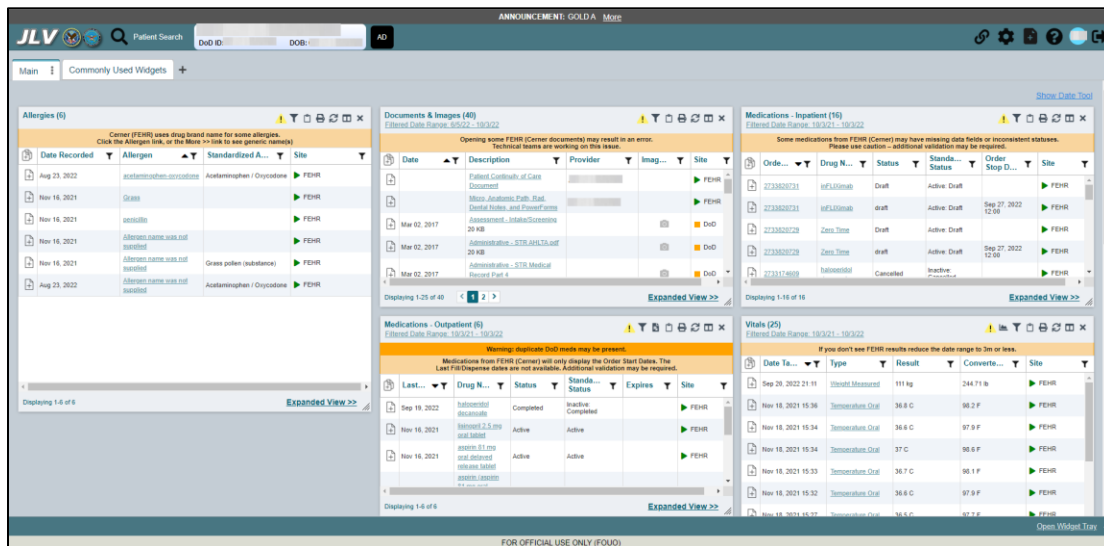 ANNOUNCEMENT: GOLD A More
JLV Patient Search DoD ID: DOB: AD
Main Commonly Used Widgets +
Show Date Tool
Allergies (6)
Cerner (FEHR) uses drug brand name for some allergies.
Click the Allergen link, or the More >> link to see generic name(s)
Date Recorded Allergen Standardized A... Site
Aug 23, 2022 acetaminophen-oxycodone Acetaminophen / Oxycodone FEHR
Nov 16, 2021 Grass FEHR
Nov 16, 2021 penicillin FEHR
Nov 16, 2021 Allergen name was not supplied FEHR
Nov 16, 2021 Allergen name was not supplied Grass pollen (substance) FEHR
Aug 23, 2022 Allergen name was not supplied Acetaminophen / Oxycodone FEHR
Displaying 1-6 of 6 Expanded View >>
Documents & Images (40)
Filtered Date Range: 6/5/22 - 10/3/22
Opening some FEHR (Cerner documents) may result in an error.
Technical teams are working on this issue.
Date Description Provider Imag... Site
Patient Continuity of Care Document FEHR
Micro, Anatomic Path, Rad, Dental Notes, and PowerForms FEHR
Mar 02, 2017 Assessment - Intake/Screening 20 KB DoD
Mar 02, 2017 Administrative - STR AHLTA.pdf 20 KB DoD
Mar 02, 2017 Administrative - STR Medical Record Part 4 DoD
Displaying 1-25 of 40 < 1 2 > Expanded View >>
Medications - Inpatient (16)
Filtered Date Range: 10/3/21 - 10/3/22
Some medications from FEHR (Cerner) may have missing data fields or inconsistent statuses.
Please use caution – additional validation may be required.
Orde... Drug N... Status Standa... Status Order Stop D... Site
2733820731 inFLIXimab Draft Active: Draft FEHR
2733820731 inFLIXimab draft Active: Draft Sep 27, 2022 12:00 FEHR
2733820729 Zero Time Draft Active: Draft FEHR
2733820729 Zero Time draft Active: Draft Sep 27, 2022 12:00 FEHR
2733174609 haloperidol Cancelled Inactive: Cancelled FEHR
Displaying 1-16 of 16 Expanded View >>
Medications - Outpatient (6)
Filtered Date Range: 10/3/21 - 10/3/22
Warning: duplicate DoD meds may be present.
Medications from FEHR (Cerner) will only display the Order Start Dates. The
Last Fill/Dispense dates are not available. Additional validation may be required.
Last... Drug N... Status Standa... Status Expires Site
Sep 19, 2022 haloperidol decanoate Completed Inactive: Completed FEHR
Nov 16, 2021 lisinopril 2.5 mg oral tablet Active Active FEHR
Nov 16, 2021 aspirin 81 mg oral delayed release tablet Active Active FEHR
aspirin (aspirin 81 mg oral
Displaying 1-6 of 6 Expanded View >>
Vitals (25)
Filtered Date Range: 10/3/21 - 10/3/22
If you don't see FEHR results reduce the date range to 3m or less.
Date Ta... Type Result Converte... Site
Sep 20, 2022 21:11 Weight Measured 111 kg 244.71 lb FEHR
Nov 18, 2021 15:36 Temperature Oral 36.8 C 98.2 F FEHR
Nov 18, 2021 15:34 Temperature Oral 36.6 C 97.9 F FEHR
Nov 18, 2021 15:34 Temperature Oral 37 C 98.6 F FEHR
Nov 18, 2021 15:33 Temperature Oral 36.7 C 98.1 F FEHR
Nov 18, 2021 15:32 Temperature Oral 36.6 C 97.9 F FEHR
Nov 18, 2021 15:27 Temperature Oral 36.5 C 97.7 F FEHR
Open Widget Tray
FOR OFFICIAL USE ONLY (FOUO)